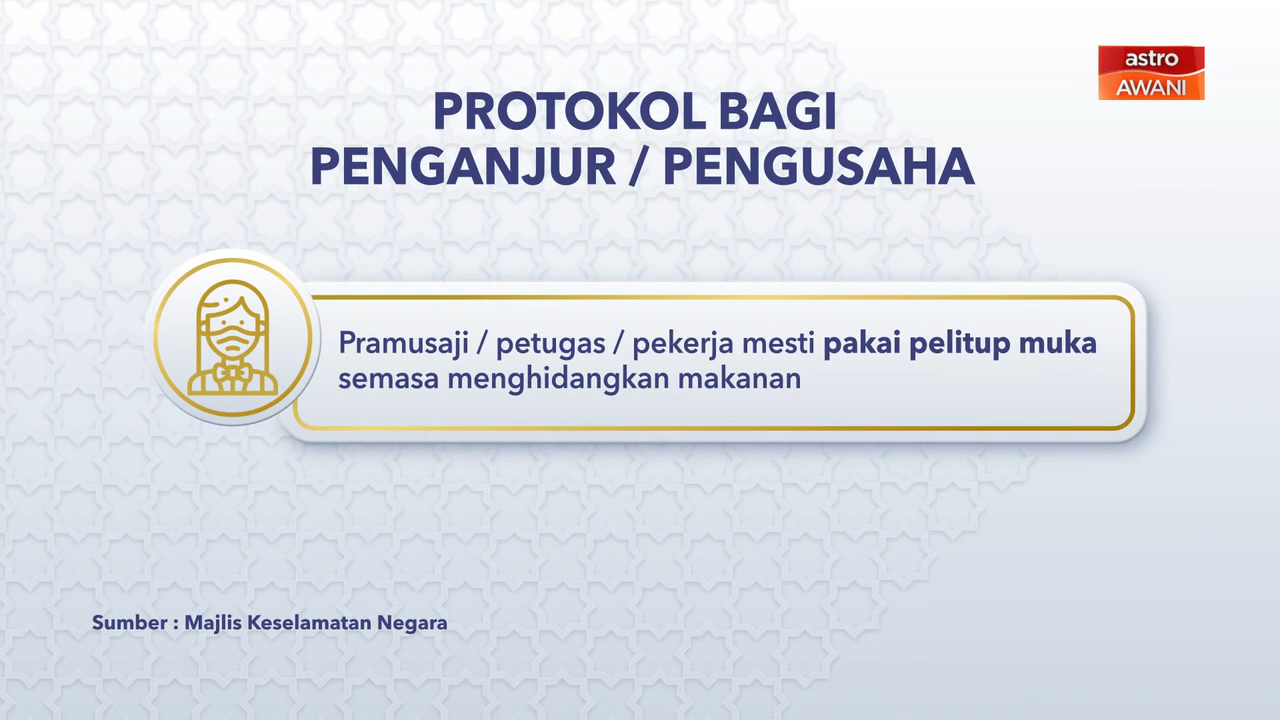 astro
AWANI
PROTOKOL BAGI
PENGANJUR / PENGUSAHA
Pramusaji / petugas / pekerja mesti pakai pelitup muka
semasa menghidangkan makanan
Sumber : Majlis Keselamatan Negara